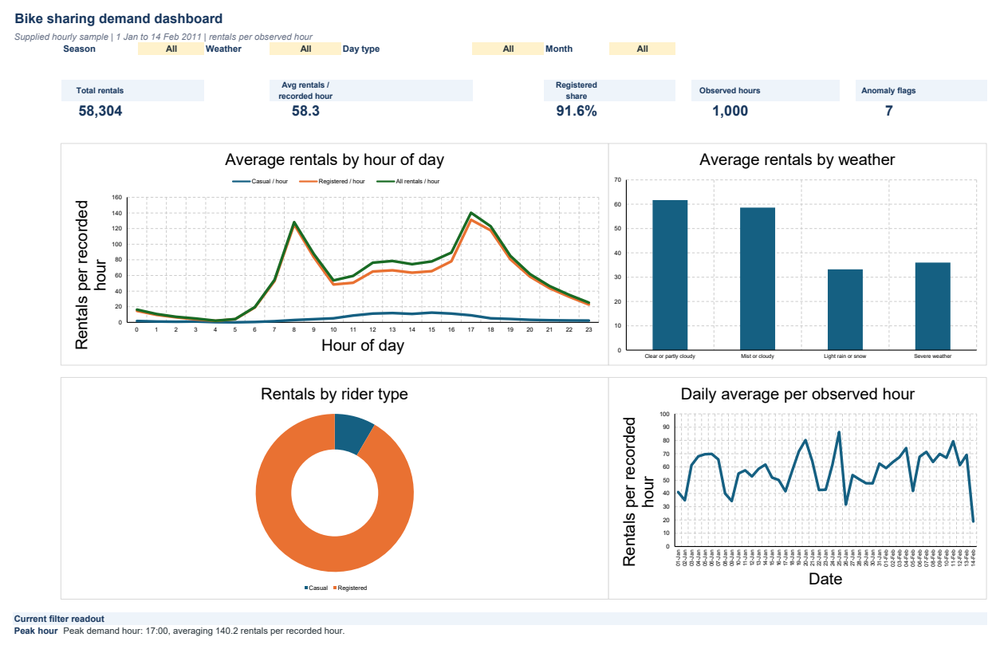 Bike sharing demand dashboard
Supplied hourly sample | 1 Jan to 14 Feb 2011 | rentals per observed hour
Season All Weather All Day type All Month All
Total rentals
Avg rentals / recorded hour
Registered share
Observed hours
Anomaly flags
58,304 58.3 91.6% 1,000 7
Average rentals by hour of day
Casual / hour Registered / hour All rentals / hour
Rentals per recorded hour
160
140
120
100
80
60
40
20
0
0 1 2 3 4 5 6 7 8 9 10 11 12 13 14 15 16 17 18 19 20 21 22 23
Hour of day
Average rentals by weather
70
60
50
40
30
20
10
0
Clear or partly cloudy Mist or cloudy Light rain or snow Severe weather
Rentals by rider type
Casual Registered
Daily average per observed hour
Rentals per recorded hour
100
90
80
70
60
50
40
30
20
10
0
01-Jan 02-Jan 03-Jan 04-Jan 05-Jan 06-Jan 07-Jan 08-Jan 09-Jan 10-Jan 11-Jan 12-Jan 13-Jan 14-Jan 15-Jan 16-Jan 17-Jan 18-Jan 19-Jan 20-Jan 21-Jan 22-Jan 23-Jan 24-Jan 25-Jan 26-Jan 27-Jan 28-Jan 29-Jan 30-Jan 31-Jan 01-Feb 02-Feb 03-Feb 04-Feb 05-Feb 06-Feb 07-Feb 08-Feb 09-Feb 10-Feb 11-Feb 12-Feb 13-Feb 14-Feb
Date
Current filter readout
Peak hour Peak demand hour: 17:00, averaging 140.2 rentals per recorded hour.